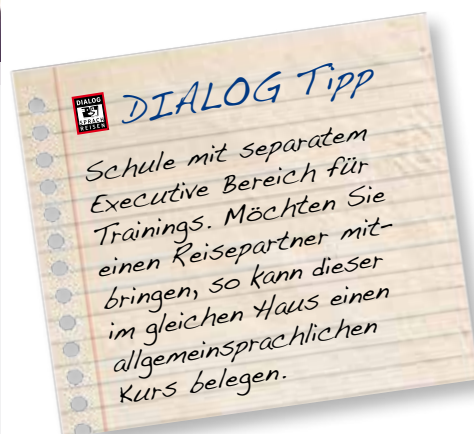 DIALOG
SPRACH
REISEN
DIALOG Tipp
Schule mit separatem
Executive Bereich für
Trainings. Möchten Sie
einen Reisepartner mit-
bringen, so kann dieser
im gleichen Haus einen
allgemeinsprachlichen
Kurs belegen.